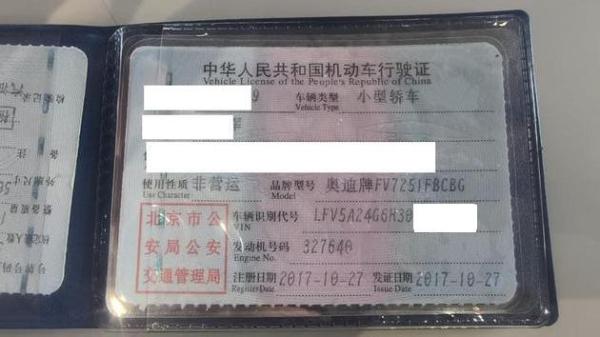 中华人民共和国机动车行驶证
Vehicle License of the People's Republic of China
9 车辆类型 小型轿车
Vehicle Type
使用性质 非营运 品牌型号 奥迪牌FV7251FBCBG
Use Character Model
北京市公
安局公安
交通管理局
车辆识别代号 LFV5A24G6H30
VIN
发动机号码 327640
Engine No.
注册日期 2017-10-27 发证日期 2017-10-27
Register Date Issue Date